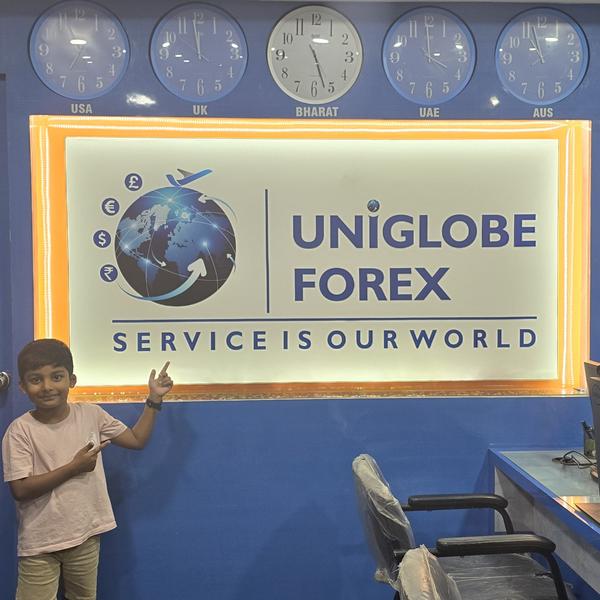 USA
UK
BHARAT
UAE
AUS
£
€
$
₹
UNIGLOBE
FOREX
SERVICE IS OUR WORLD